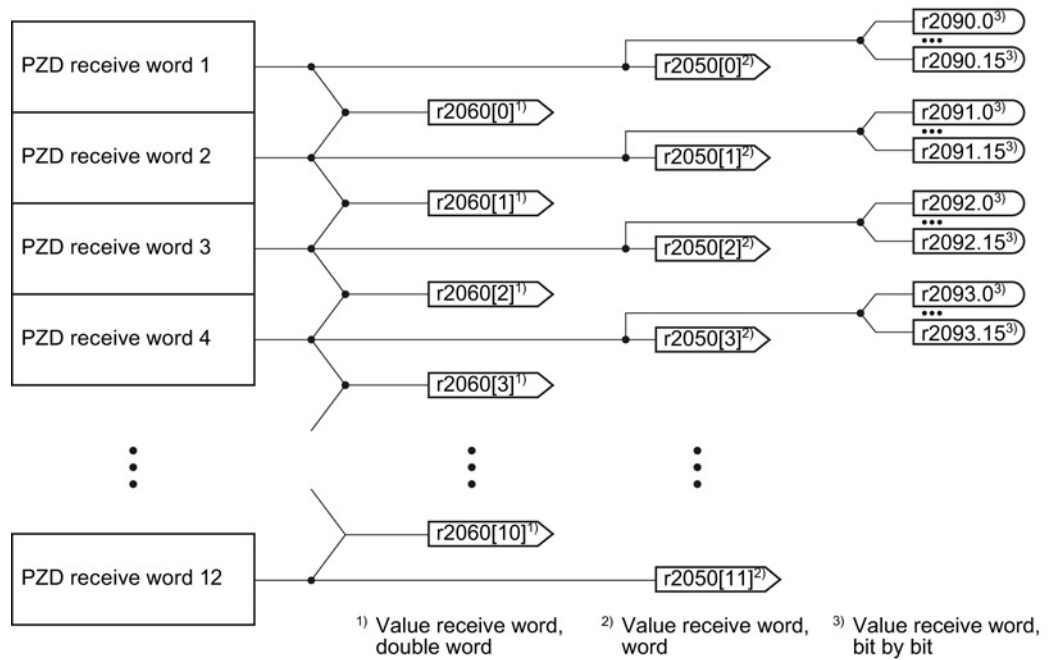 r2090.0³⁾
•••
PZD receive word 1
r2050[0]²⁾
r2090.15³⁾
r2060[0]¹⁾
r2091.0³⁾
•••
PZD receive word 2
r2050[1]²⁾
r2091.15³⁾
r2060[1]¹⁾
r2092.0³⁾
•••
PZD receive word 3
r2050[2]²⁾
r2092.15³⁾
r2060[2]¹⁾
r2093.0³⁾
•••
PZD receive word 4
r2050[3]²⁾
r2093.15³⁾
r2060[3]¹⁾
r2060[10]¹⁾
PZD receive word 12
r2050[11]²⁾
¹⁾ Value receive word,
double word
²⁾ Value receive word,
word
³⁾ Value receive word,
bit by bit